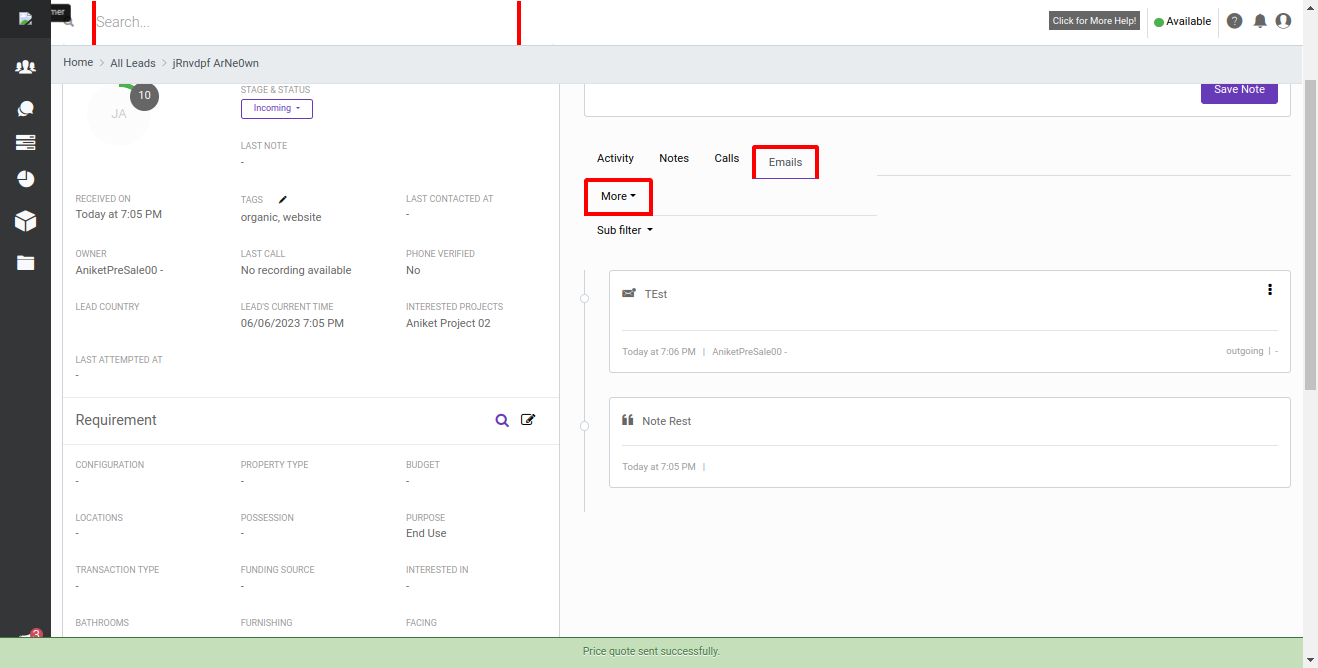 mer
Search...
Click for More Help!
Available
?
Home > All Leads > jRnvdpf ArNe0wn
10
JA
STAGE & STATUS
Incoming
LAST NOTE
-
RECEIVED ON
Today at 7:05 PM
TAGS
organic, website
LAST CONTACTED AT
-
OWNER
AniketPreSale00 -
LAST CALL
No recording available
PHONE VERIFIED
No
LEAD COUNTRY
LEAD'S CURRENT TIME
06/06/2023 7:05 PM
INTERESTED PROJECTS
Aniket Project 02
LAST ATTEMPTED AT
-
Requirement
CONFIGURATION
-
PROPERTY TYPE
-
BUDGET
-
LOCATIONS
-
POSSESSION
-
PURPOSE
End Use
TRANSACTION TYPE
-
FUNDING SOURCE
-
INTERESTED IN
-
BATHROOMS
FURNISHING
FACING
3
Save Note
Activity Notes Calls Emails
More
Sub filter
TEst
Today at 7:06 PM | AniketPreSale00 -
outgoing | -
Note Rest
Today at 7:05 PM |
Price quote sent successfully.